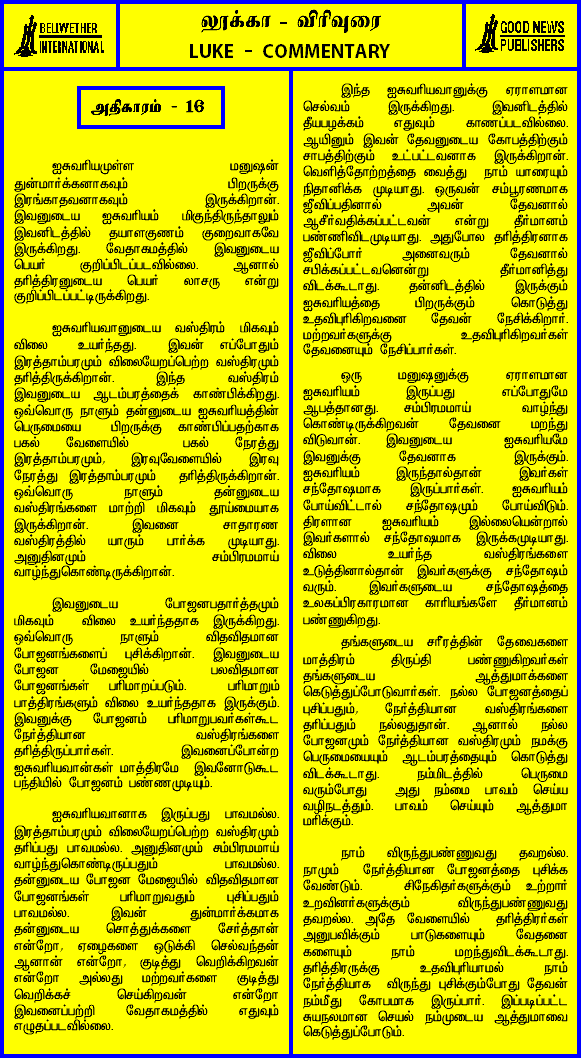 BELWETHER
INTERNATIONAL
லூக்கா - விரிவுரை
LUKE - COMMENTARY
GOOD NEWS
PUBLISHERS
அதிகாரம் - 16
ஐசுவரியமுள்ள மனுஷன்
துன்மார்க்கனாகவும் பிறருக்கு
இரங்காதவனாகவும் இருக்கிறான்.
இவனுடைய ஐசுவரியம் மிகுந்திருந்தாலும்
இவனிடத்தில் தயாளகுணம் குறைவாகவே
இருக்கிறது. வேதாகமத்தில் இவனுடைய
பெயர் குறிப்பிடப்படவில்லை. ஆனால்
தரித்திரனுடைய பெயர் லாசரு என்று
குறிப்பிடப்பட்டிருக்கிறது.
ஐசுவரியவானுடைய வஸ்திரம் மிகவும்
விலை உயர்ந்தது. இவன் எப்போதும்
இரத்தாம்பரமும் விலையேறப்பெற்ற வஸ்திரமும்
தரித்திருக்கிறான். இந்த வஸ்திரம்
இவனுடைய ஆடம்பரத்தைக் காண்பிக்கிறது.
ஒவ்வொரு நாளும் தன்னுடைய ஐசுவரியத்தின்
பெருமையை பிறருக்கு காண்பிப்பதற்காக
பகல் வேளையில் பகல் நேரத்து
இரத்தாம்பரமும், இரவுவேளையில் இரவு
நேரத்து இரத்தாம்பரமும் தரித்திருக்கிறான்.
ஒவ்வொரு நாளும் தன்னுடைய
வஸ்திரங்களை மாற்றி மிகவும் தூய்மையாக
இருக்கிறான். இவனை சாதாரண
வஸ்திரத்தில் யாரும் பார்க்க முடியாது.
அனுதினமும் சம்பிரமமாய்
வாழ்ந்துகொண்டிருக்கிறான்.
இவனுடைய போஜனபதார்த்தமும்
மிகவும் விலை உயர்ந்ததாக இருக்கிறது.
ஒவ்வொரு நாளும் விதவிதமான
போஜனங்களைப் புசிக்கிறான். இவனுடைய
போஜன மேஜையில் பலவிதமான
போஜனங்கள் பரிமாறப்படும். பரிமாறும்
பாத்திரங்களும் விலை உயர்ந்ததாக இருக்கும்.
இவனுக்கு போஜனம் பரிமாறுபவர்கள்கூட
நேர்த்தியான வஸ்திரங்களை
தரித்திருப்பார்கள். இவனைப்போன்ற
ஐசுவரியவான்கள் மாத்திரமே இவனோடுகூட
பந்தியில் போஜனம் பண்ணமுடியும்.
ஐசுவரியவானாக இருப்பது பாவமல்ல.
இரத்தாம்பரமும் விலையேறப்பெற்ற வஸ்திரமும்
தரிப்பது பாவமல்ல. அனுதினமும் சம்பிரமமாய்
வாழ்ந்துகொண்டிருப்பதும் பாவமல்ல.
தன்னுடைய போஜன மேஜையில் விதவிதமான
போஜனங்கள் பரிமாறுவதும் புசிப்பதும்
பாவமல்ல. இவன் துன்மார்க்கமாக
தன்னுடைய சொத்துக்களை சேர்த்தான்
என்றோ, ஏழைகளை ஒடுக்கி செல்வந்தன்
ஆனான் என்றோ, குடித்து வெறிக்கிறவன்
என்றோ அல்லது மற்றவர்களை குடித்து
வெறிக்கச் செய்கிறவன் என்றோ
இவனைப்பற்றி வேதாகமத்தில் எதுவும்
எழுதப்படவில்லை.
இந்த ஐசுவரியவானுக்கு ஏராளமான
செல்வம் இருக்கிறது. இவனிடத்தில்
தீயபழக்கம் எதுவும் காணப்படவில்லை.
ஆயினும் இவன் தேவனுடைய கோபத்திற்கும்
சாபத்திற்கும் உட்பட்டவனாக இருக்கிறான்.
வெளித்தோற்றத்தை வைத்து நாம் யாரையும்
நிதானிக்க முடியாது. ஒருவன் சம்பூரணமாக
ஜீவிப்பதினால் அவன் தேவனால்
ஆசீர்வதிக்கப்பட்டவன் என்று தீர்மானம்
பண்ணிவிடமுடியாது. அதுபோல தரித்திரனாக
ஜீவிப்போர் அனைவரும் தேவனால்
சபிக்கப்பட்டவனென்று தீர்மானித்து
விடக்கூடாது. தன்னிடத்தில் இருக்கும்
ஐசுவரியத்தை பிறருக்கும் கொடுத்து
உதவிபுரிகிறவனை தேவன் நேசிக்கிறார்.
மற்றவர்களுக்கு உதவிபுரிகிறவர்கள்
தேவனையும் நேசிப்பார்கள்.
ஒரு மனுஷனுக்கு ஏராளமான
ஐசுவரியம் இருப்பது எப்போதுமே
ஆபத்தானது. சம்பிரமமாய் வாழ்ந்து
கொண்டிருக்கிறவன் தேவனை மறந்து
விடுவான். இவனுடைய ஐசுவரியமே
இவனுக்கு தேவனாக இருக்கும்.
ஐசுவரியம் இருந்தால்தான் இவர்கள்
சந்தோஷமாக இருப்பார்கள். ஐசுவரியம்
போய்விட்டால் சந்தோஷமும் போய்விடும்.
திரளான ஐசுவரியம் இல்லையென்றால்
இவர்களால் சந்தோஷமாக இருக்கமுடியாது.
விலை உயர்ந்த வஸ்திரங்களை
உடுத்தினால்தான் இவர்களுக்கு சந்தோஷம்
வரும். இவர்களுடைய சந்தோஷத்தை
உலகப்பிரகாரமான காரியங்களே தீர்மானம்
பண்ணுகிறது.
தங்களுடைய சரீரத்தின் தேவைகளை
மாத்திரம் திருப்தி பண்ணுகிறவர்கள்
தங்களுடைய ஆத்துமாக்களை
கெடுத்துப்போடுவார்கள். நல்ல போஜனத்தைப்
புசிப்பதும், நேர்த்தியான வஸ்திரங்களை
தரிப்பதும் நல்லதுதான். ஆனால் நல்ல
போஜனமும் நேர்த்தியான வஸ்திரமும் நமக்கு
பெருமையையும் ஆடம்பரத்தையும் கொடுத்து
விடக்கூடாது. நம்மிடத்தில் பெருமை
வரும்போது அது நம்மை பாவம் செய்ய
வழிநடத்தும். பாவம் செய்யும் ஆத்துமா
மரிக்கும்.
நாம் விருந்துபண்ணுவது தவறல்ல.
நாமும் நேர்த்தியான போஜனத்தை புசிக்க
வேண்டும். சிநேகிதர்களுக்கும் உற்றார்
உறவினர்களுக்கும் விருந்துபண்ணுவது
தவறல்ல. அதே வேளையில் தரித்திரர்கள்
அனுபவிக்கும் பாடுகளையும் வேதனை
களையும் நாம் மறந்துவிடக்கூடாது.
தரித்திரருக்கு உதவிபுரியாமல் நாம்
நேர்த்தியாக விருந்து புசிக்கும்போது தேவன்
நம்மீது கோபமாக இருப்பார். இப்படிப்பட்ட
சுயநலமான செயல் நம்முடைய ஆத்துமாவை
கெடுத்துப்போடும்.